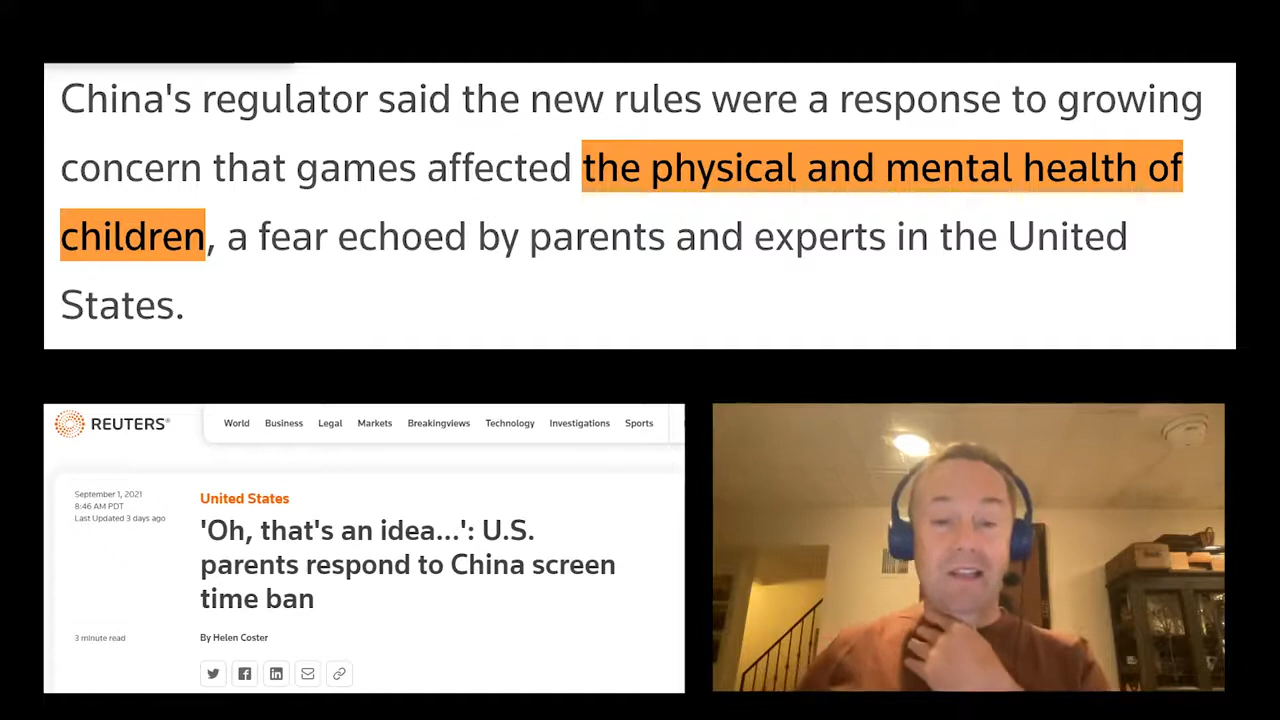 China's regulator said the new rules were a response to growing
concern that games affected the physical and mental health of
children, a fear echoed by parents and experts in the United
States.
REUTERS®
World Business Legal Markets Breakingviews Technology Investigations Sports
September 1, 2021
8:46 AM PDT
Last Updated 3 days ago
United States
'Oh, that's an idea...': U.S.
parents respond to China screen
time ban
3 minute read
By Helen Coster